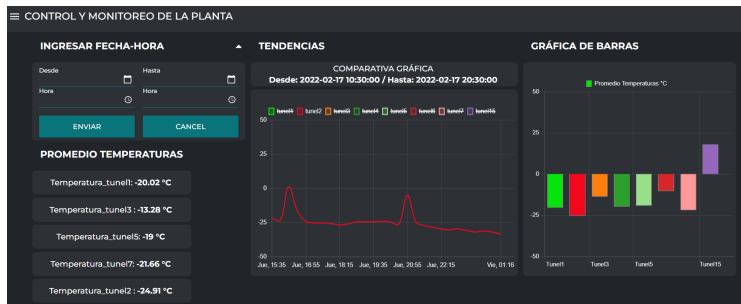 CONTROL Y MONITOREO DE LA PLANTA
INGRESAR FECHA-HORA
Desde
Hasta
Hora
Hora
ENVIAR
CANCEL
PROMEDIO TEMPERATURAS
Temperatura_tunel1: -20.02 °C
Temperatura_tunel3 : -13.28 °C
Temperatura_tunel5: -19 °C
Temperatura_tunel7: -21.66 °C
Temperatura_tunel2 : -24.91 °C
TENDENCIAS
COMPARATIVA GRÁFICA
Desde: 2022-02-17 10:30:00 / Hasta: 2022-02-17 20:30:00
tunel1 tunel2 tunel3 tunel4 tunel5 tunel6 tunel7 tunel15
50
25
0
-25
-50
Jue, 15:35 Jue, 16:55 Jue, 18:15 Jue, 19:35 Jue, 20:55 Jue, 22:15 Vie, 01:16
GRÁFICA DE BARRAS
Promedio Temperaturas °C
50
25
0
-25
-50
Tunel1 Tunel3 Tunel5 Tunel15